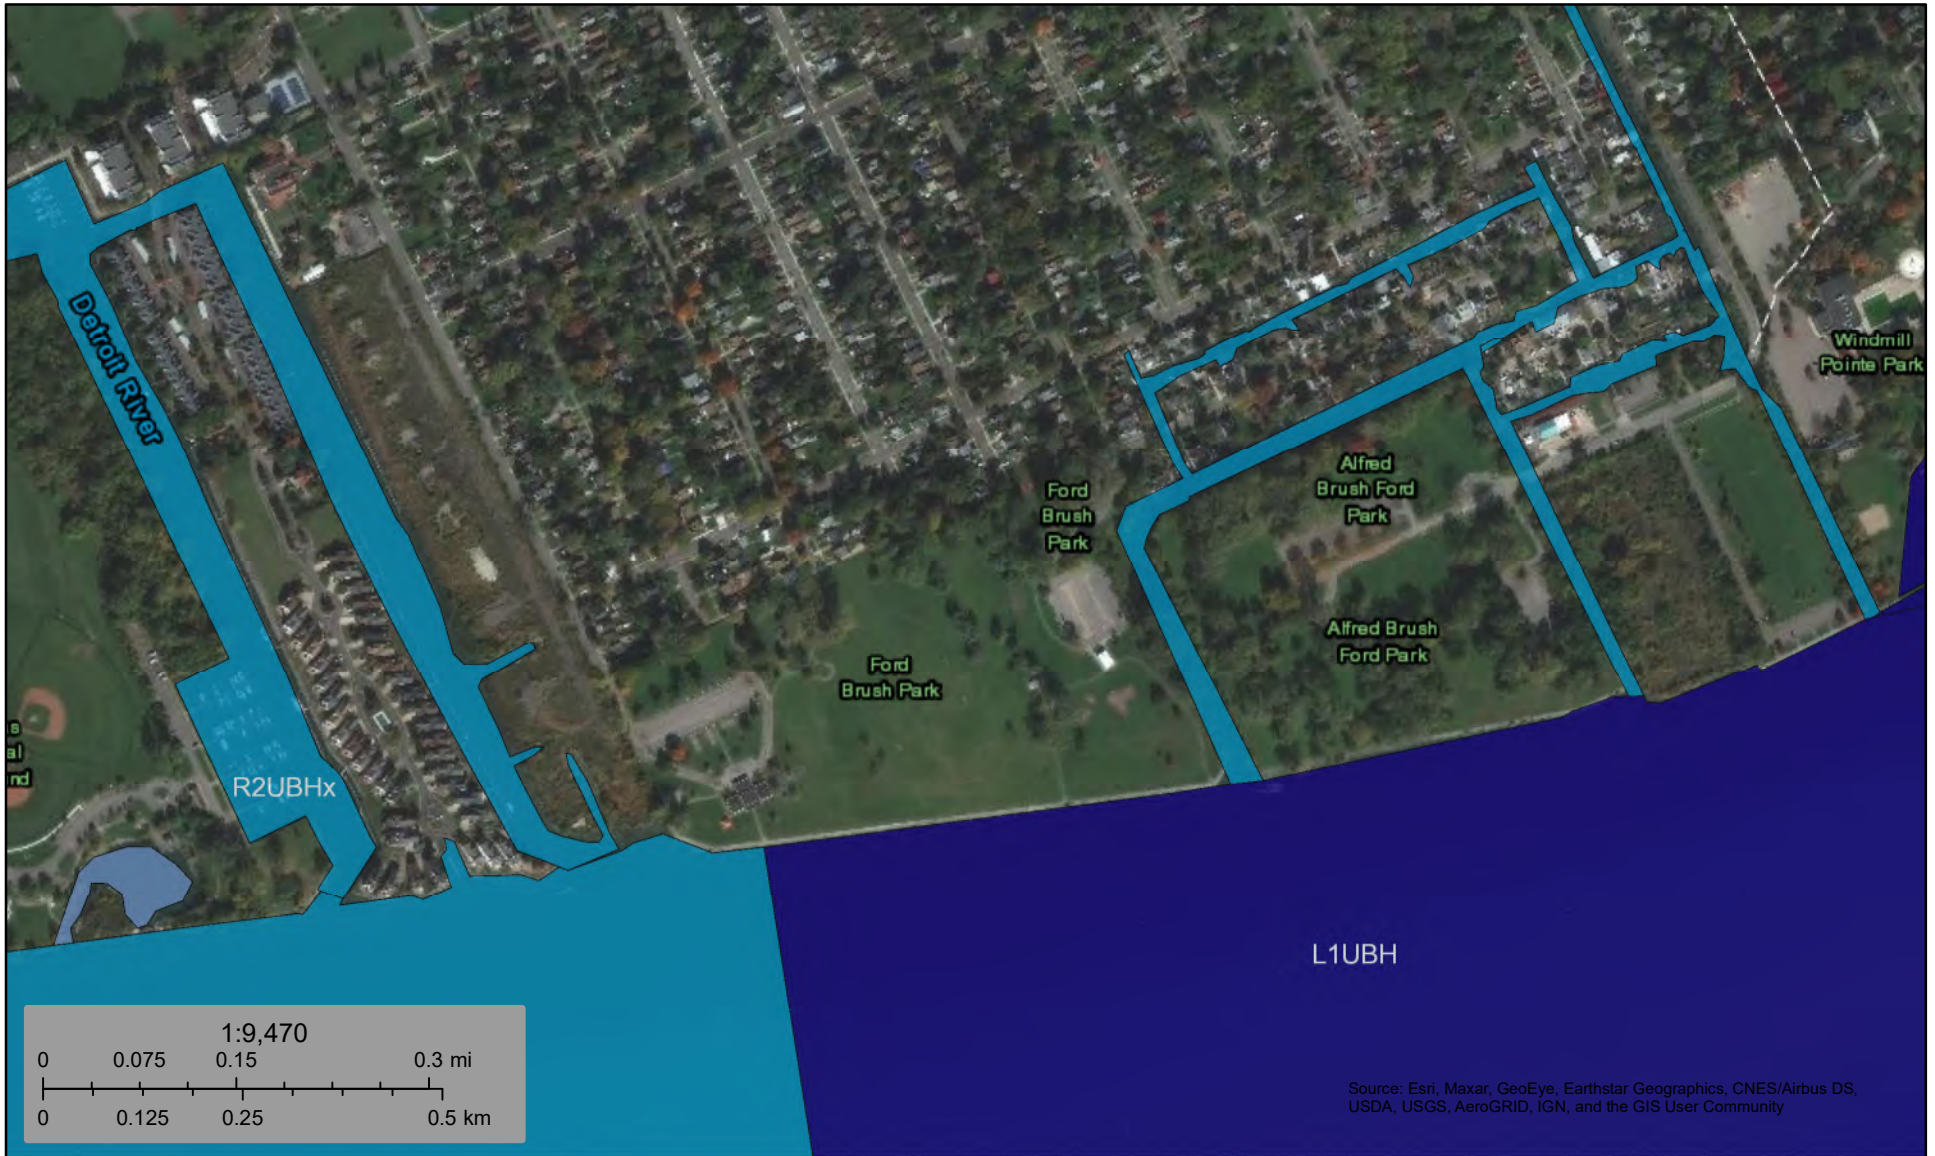 Detroit River
Windmill
Pointe Park
Alfred
Brush Ford
Park
Ford
Brush
Park
Alfred Brush
Ford Park
Ford
Brush Park
s
al
nd
R2UBHx
L1UBH
1:9,470
0 0.075 0.15 0.3 mi
0 0.125 0.25 0.5 km
Source: Esri, Maxar, GeoEye, Earthstar Geographics, CNES/Airbus DS,
USDA, USGS, AeroGRID, IGN, and the GIS User Community